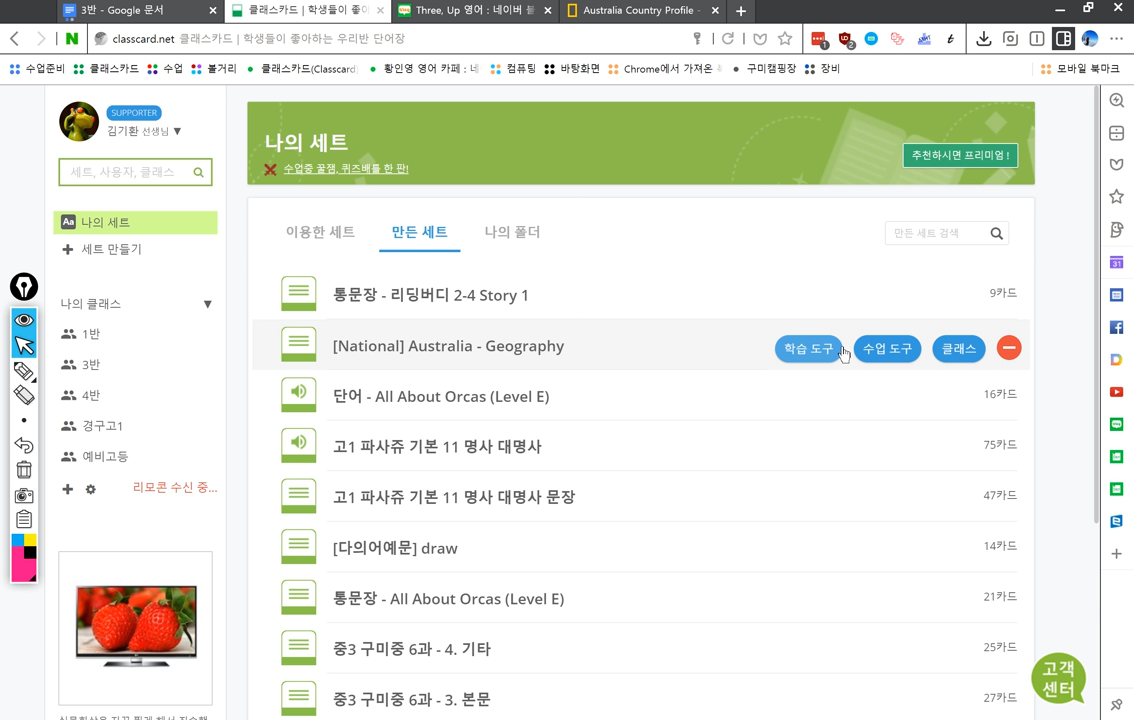 3반 - Google 문서
클래스카드 | 학생들이 좋아
Three, Up 영어 : 네이버 블
Australia Country Profile -
classcard.net 클래스카드 | 학생들이 좋아하는 우리반 단어장
수업준비
클래스카드
수업
볼거리
클래스카드(Classcard
황인영 영어 카페 : 네
컴퓨팅
바탕화면
Chrome에서 가져온
구미캠핑장
장비
모바일 북마크
SUPPORTER
김기환 선생님 ▼
세트, 사용자, 클래스
Aa 나의 세트
세트 만들기
나의 클래스 ▼
1반
3반
4반
경구고1
예비고등
리모콘 수신 중...
나의 세트
수업중 꿀잼, 퀴즈배틀 한 판!
추천하시면 프리미엄 !
이용한 세트
만든 세트
나의 폴더
만든 세트 검색
통문장 - 리딩버디 2-4 Story 1
9카드
[National] Australia - Geography
학습 도구
수업 도구
클래스
단어 - All About Orcas (Level E)
16카드
고1 파사쥬 기본 11 명사 대명사
75카드
고1 파사쥬 기본 11 명사 대명사 문장
47카드
[다의어예문] draw
14카드
통문장 - All About Orcas (Level E)
21카드
중3 구미중 6과 - 4. 기타
25카드
중3 구미중 6과 - 3. 본문
27카드
고객
센터